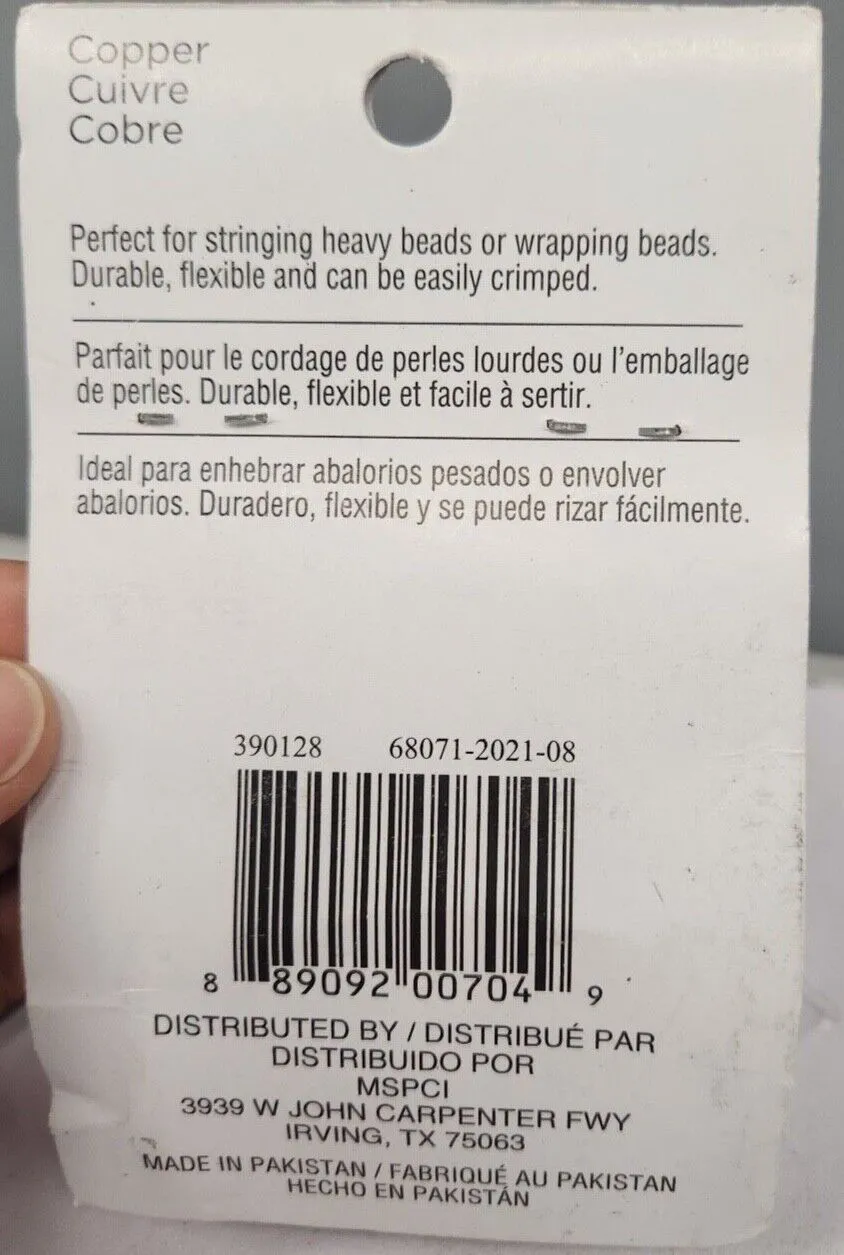 Copper
Cuivre
Cobre
Perfect for stringing heavy beads or wrapping beads.
Durable, flexible and can be easily crimped.
Parfait pour le cordage de perles lourdes ou l'emballage
de perles. Durable, flexible et facile à sertir.
Ideal para enhebrar abalorios pesados o envolver
abalorios. Duradero, flexible y se puede rizar fácilmente.
390128 68071-2021-08
8 89092 00704 9
DISTRIBUTED BY / DISTRIBUÉ PAR
DISTRIBUIDO POR
MSPCI
3939 W JOHN CARPENTER FWY
IRVING, TX 75063
MADE IN PAKISTAN / FABRIQUÉ AU PAKISTAN
HECHO EN PAKISTÁN